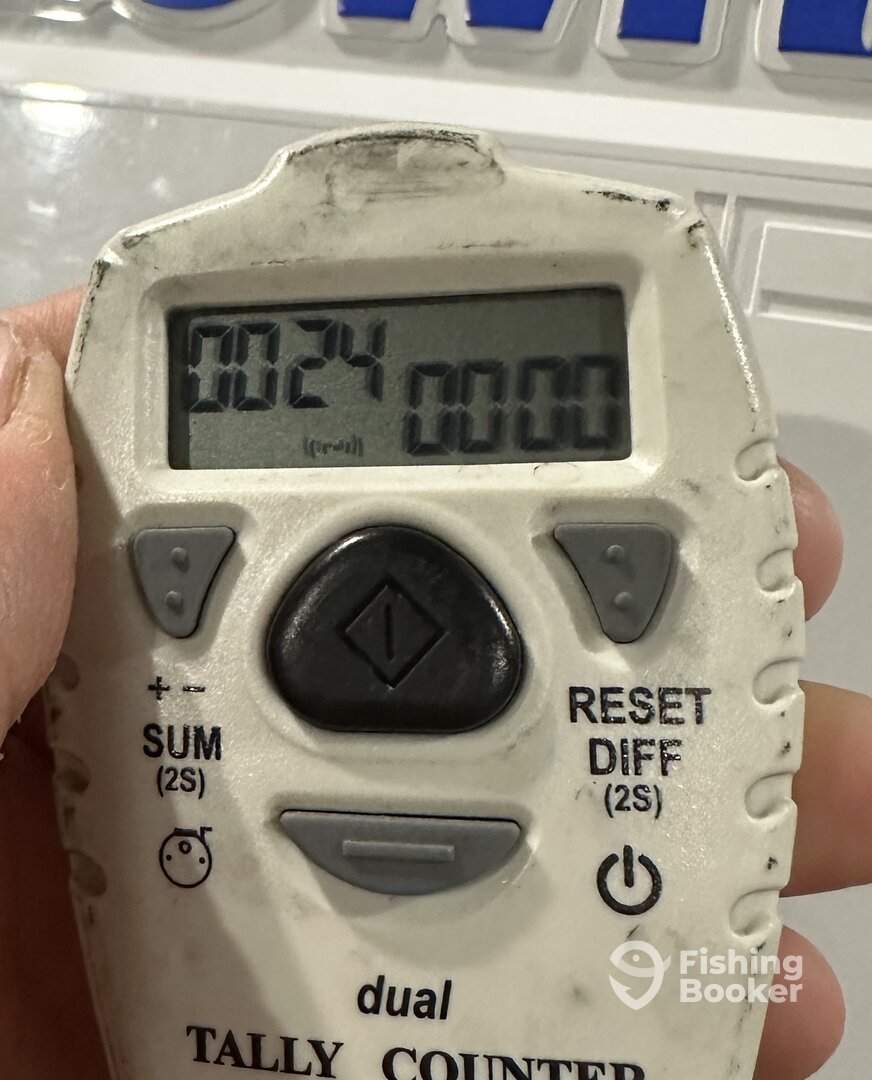 0024
0000
+ -
SUM
(2S)
RESET
DIFF
(2S)
dual
TALLY COUNTER
Fishing
Booker